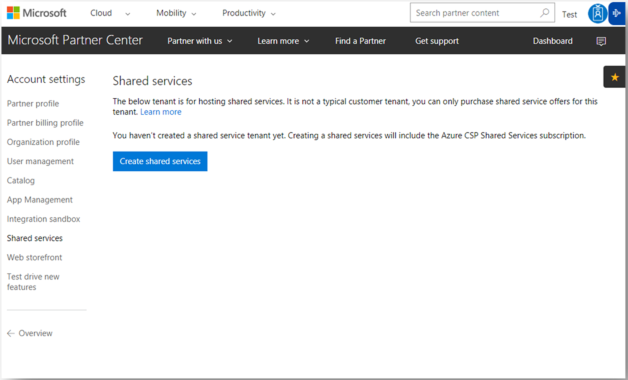 Microsoft Cloud Mobility Productivity Search partner content Test
Microsoft Partner Center Partner with us Learn more Find a Partner Get support Dashboard
Account settings
Partner profile
Partner billing profile
Organization profile
User management
Catalog
App Management
Integration sandbox
Shared services
Web storefront
Test drive new
features
Overview
Shared services
The below tenant is for hosting shared services. It is not a typical customer tenant, you can only purchase shared service offers for this
tenant. Learn more
You haven't created a shared service tenant yet. Creating a shared services will include the Azure CSP Shared Services subscription.
Create shared services